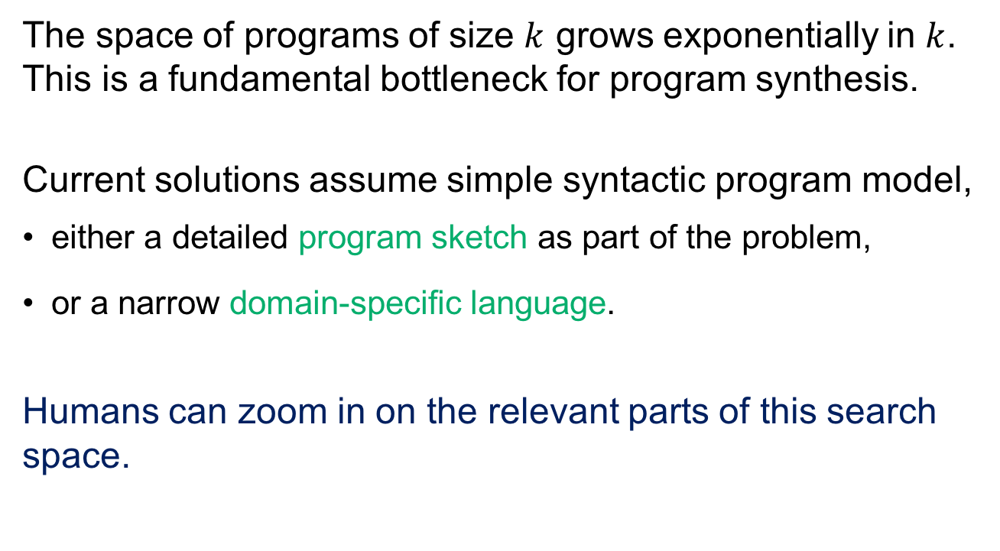 The space of programs of size k grows exponentially in k.
This is a fundamental bottleneck for program synthesis.
Current solutions assume simple syntactic program model,
• either a detailed program sketch as part of the problem,
• or a narrow domain-specific language.
Humans can zoom in on the relevant parts of this search
space.